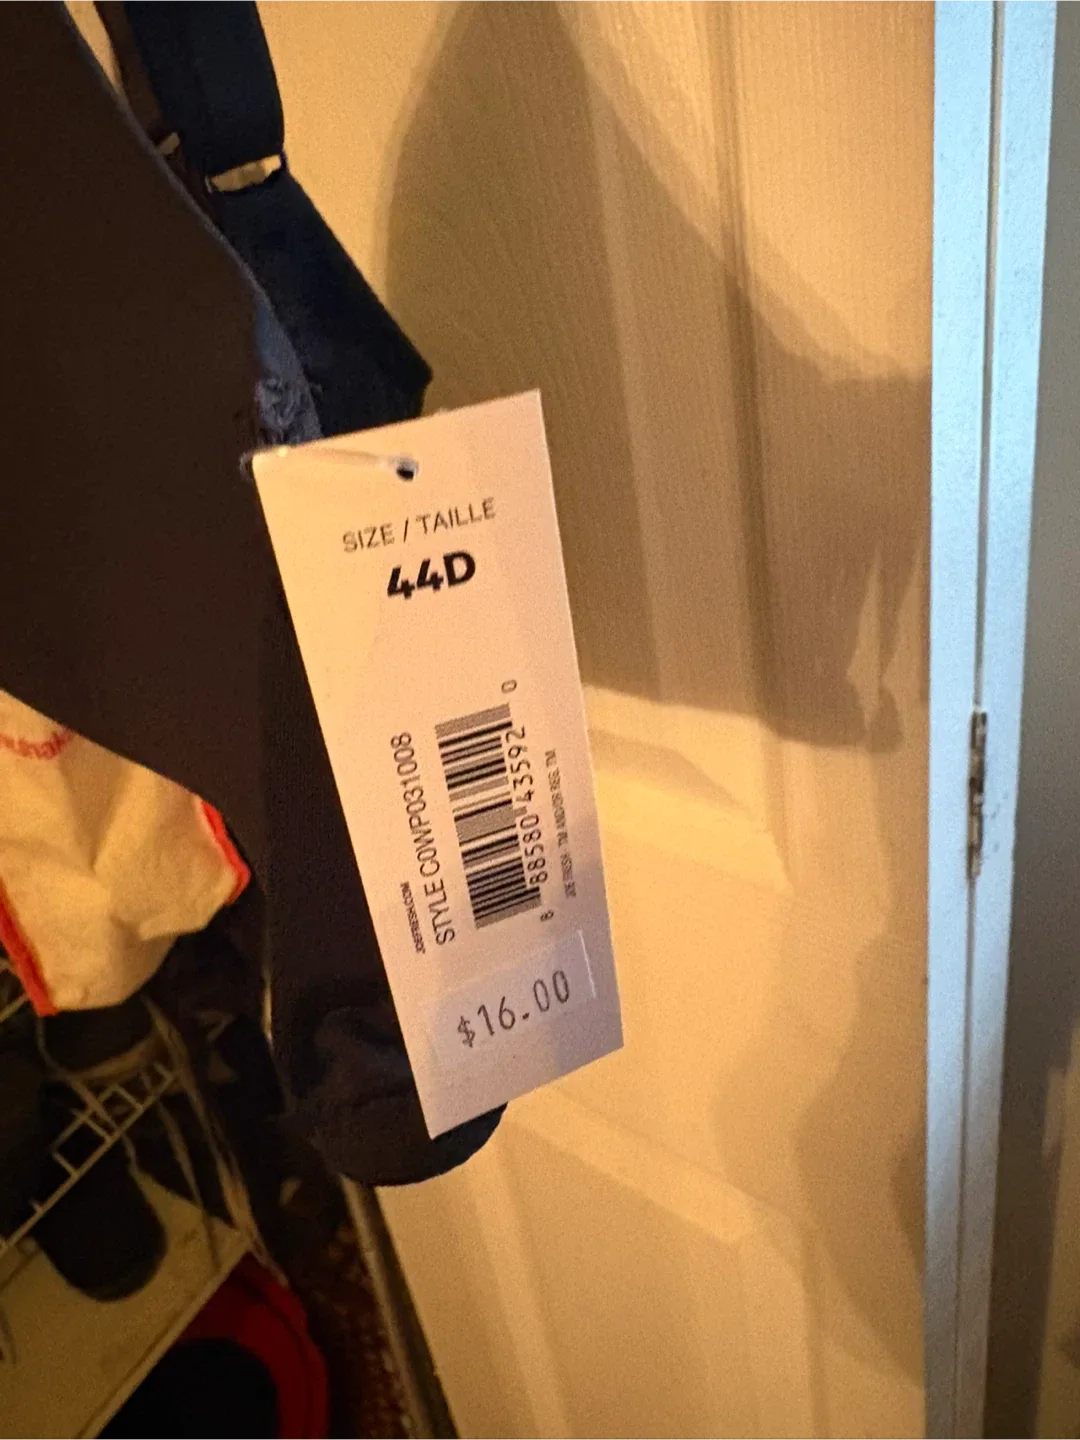 SIZE / TAILLE
44D
JOEFRESH.COM
STYLE C0WP031008
8 88580 43592 0
JOE FRESH TM AND/OR REG. TM
$16.00